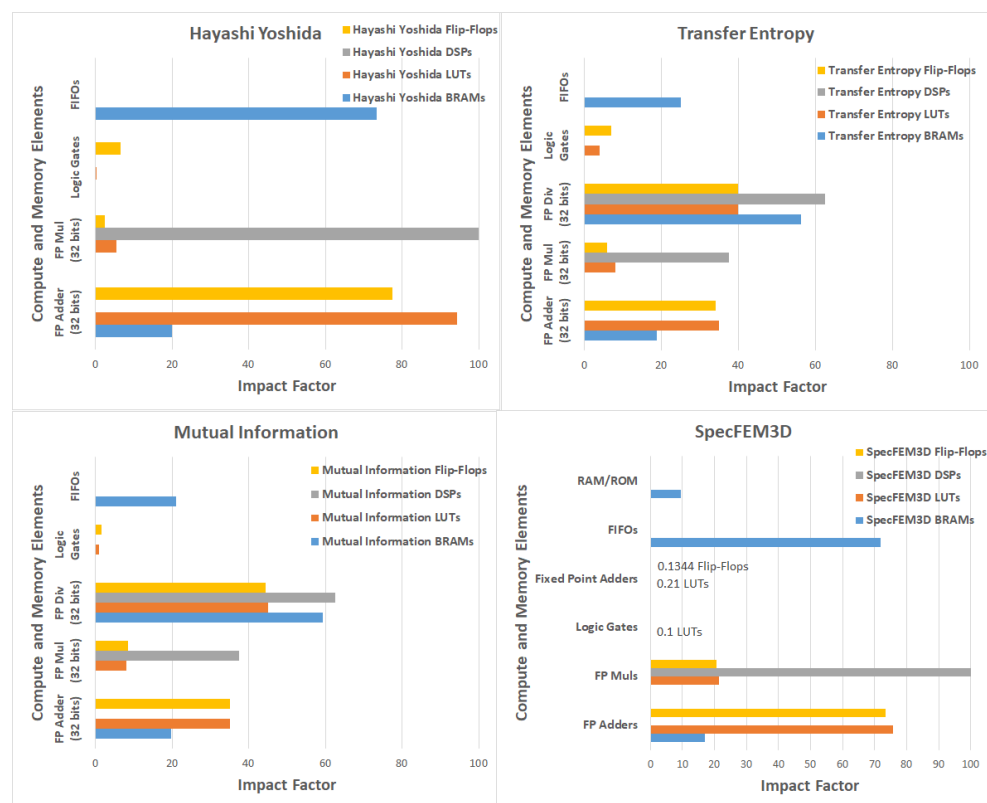 Hayashi Yoshida
Hayashi Yoshida Flip-Flops
Hayashi Yoshida DSPs
Hayashi Yoshida LUTs
Hayashi Yoshida BRAMs
Compute and Memory Elements
FIFOs
Logic Gates
FP Mul
(32 bits)
FP Adder
(32 bits)
0 20 40 60 80 100
Impact Factor
Transfer Entropy
Transfer Entropy Flip-Flops
Transfer Entropy DSPs
Transfer Entropy LUTs
Transfer Entropy BRAMs
Compute and Memory Elements
FIFOs
Logic
Gates
FP Div
(32 bits)
FP Mul
(32 bits)
FP Adder
(32 bits)
0 20 40 60 80 100
Impact Factor
Mutual Information
Mutual Information Flip-Flops
Mutual Information DSPs
Mutual Information LUTs
Mutual Information BRAMs
Compute and Memory Elements
FIFOs
Logic
Gates
FP Div
(32 bits)
FP Mul
(32 bits)
FP Adder
(32 bits)
0 20 40 60 80 100
Impact Factor
SpecFEM3D
SpecFEM3D Flip-Flops
SpecFEM3D DSPs
SpecFEM3D LUTs
SpecFEM3D BRAMs
Compute and Memory Elements
RAM/ROM
FIFOs
Fixed Point Adders
0.1344 Flip-Flops
0.21 LUTs
Logic Gates
0.1 LUTs
FP Muls
FP Adders
0 10 20 30 40 50 60 70 80 90 100
Impact Factor